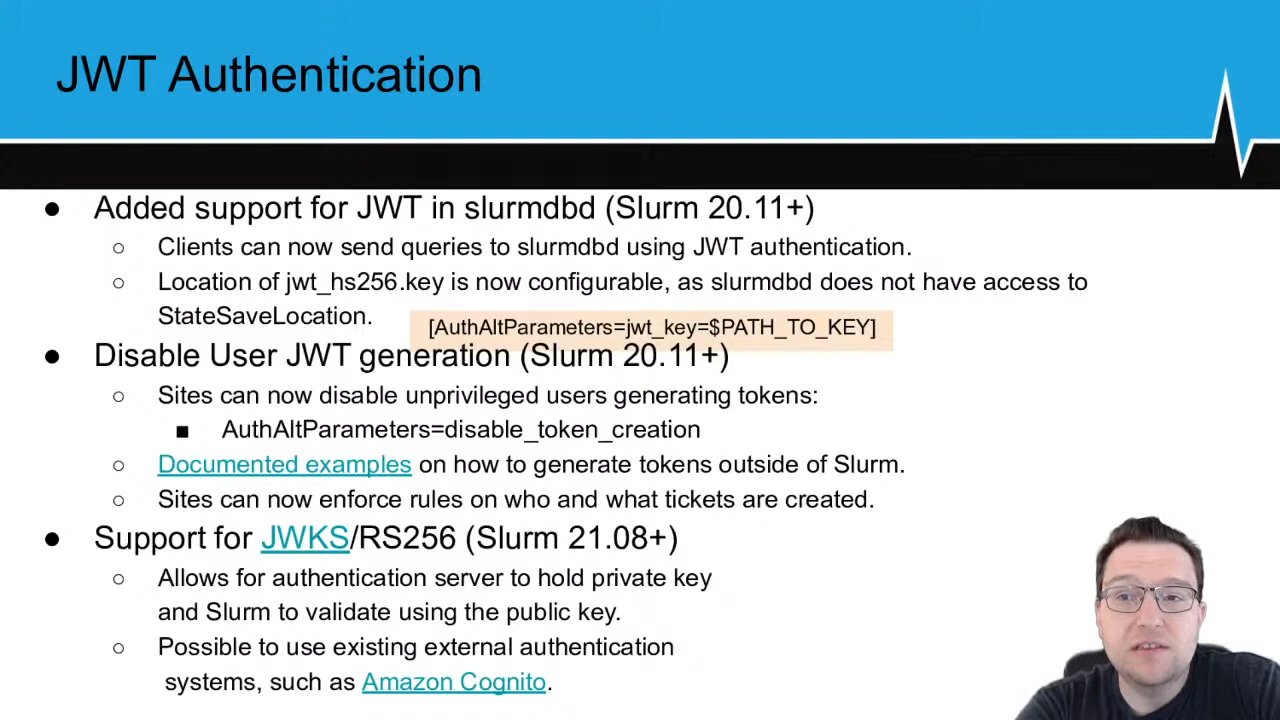 JWT Authentication
● Added support for JWT in slurmdbd (Slurm 20.11+)
○ Clients can now send queries to slurmdbd using JWT authentication.
○ Location of jwt_hs256.key is now configurable, as slurmdbd does not have access to
StateSaveLocation.
[AuthAltParameters=jwt_key=$PATH_TO_KEY]
● Disable User JWT generation (Slurm 20.11+)
○ Sites can now disable unprivileged users generating tokens:
■ AuthAltParameters=disable_token_creation
○ Documented examples on how to generate tokens outside of Slurm.
○ Sites can now enforce rules on who and what tickets are created.
● Support for JWKS/RS256 (Slurm 21.08+)
○ Allows for authentication server to hold private key
and Slurm to validate using the public key.
○ Possible to use existing external authentication
systems, such as Amazon Cognito.